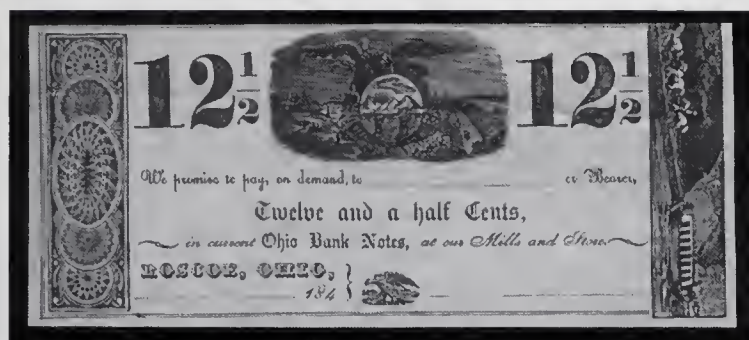 12½ 12½
We promise to pay, on demand, to or Bearer,
Twelve and a half Cents,
in current Ohio Bank Notes, at our Mills and Store.
ROSCOE, OHIO,
184